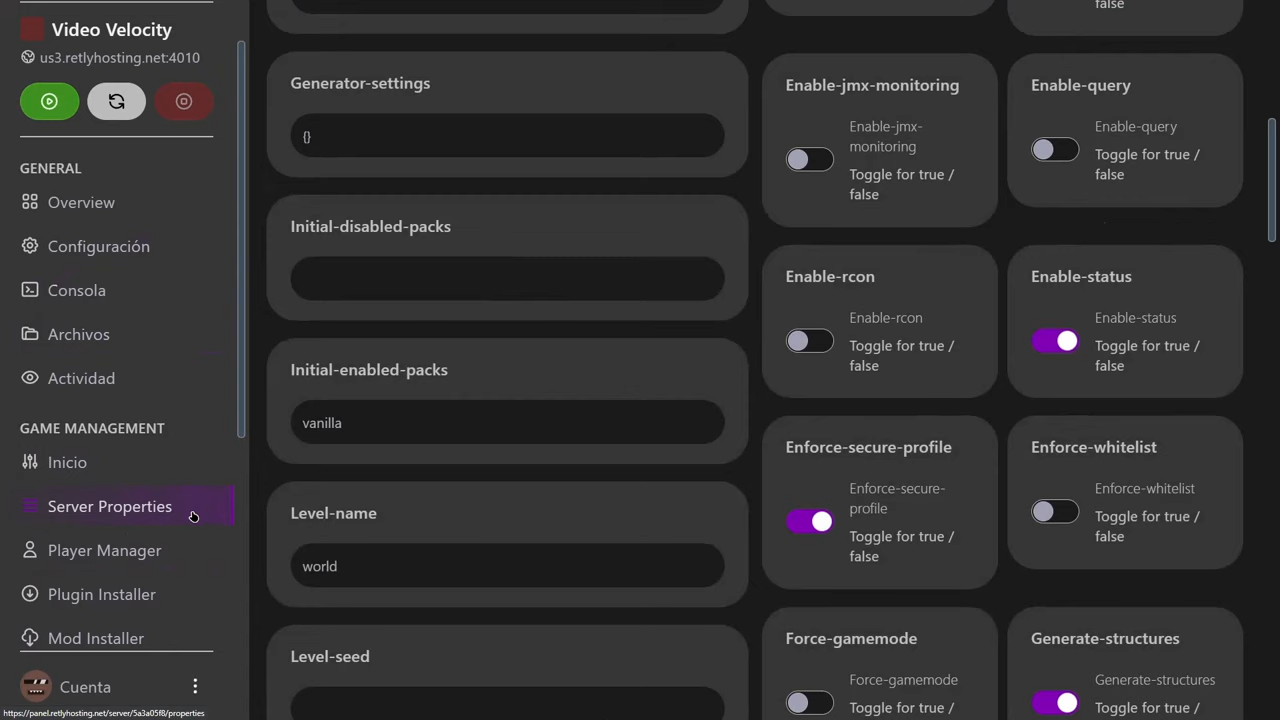 Video Velocity
us3.retlyhosting.net:4010
GENERAL
Overview
Configuración
Consola
Archivos
Actividad
GAME MANAGEMENT
Inicio
Server Properties
Player Manager
Plugin Installer
Mod Installer
Cuenta
https://panel.retlyhosting.net/server/5a3a05f8/properties
Generator-settings
{}
Initial-disabled-packs
Initial-enabled-packs
vanilla
Level-name
world
Level-seed
false
Enable-jmx-monitoring
Enable-jmx-
monitoring
Toggle for true /
false
Enable-query
Enable-query
Toggle for true /
false
Enable-rcon
Enable-rcon
Toggle for true /
false
Enable-status
Enable-status
Toggle for true /
false
Enforce-secure-profile
Enforce-secure-
profile
Toggle for true /
false
Enforce-whitelist
Enforce-whitelist
Toggle for true /
false
Force-gamemode
Force-gamemode
Toggle for true /
Generate-structures
Generate-structures
Toggle for true /